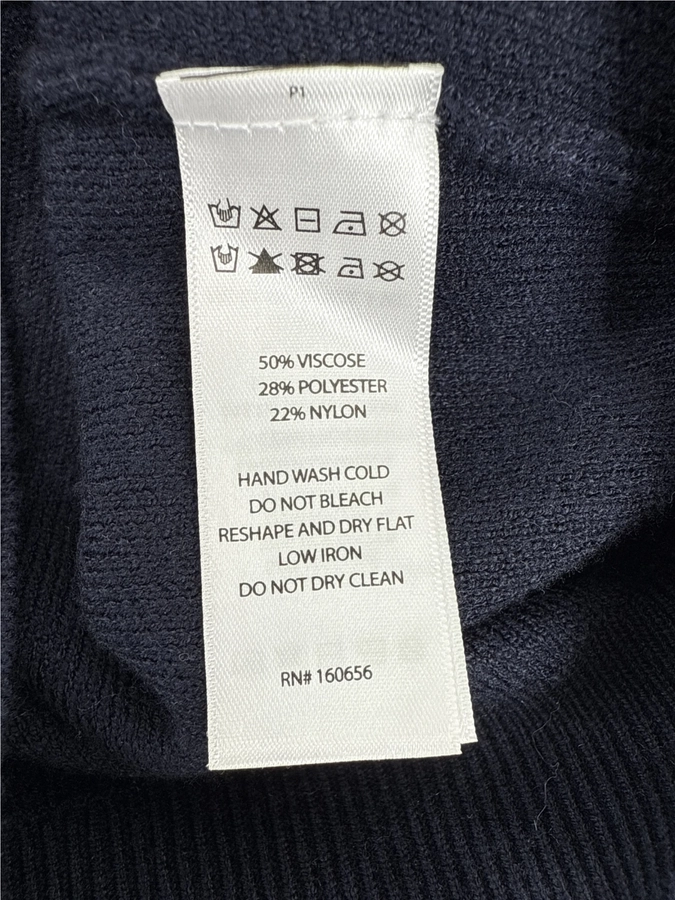 P1
50% VISCOSE
28% POLYESTER
22% NYLON
HAND WASH COLD
DO NOT BLEACH
RESHAPE AND DRY FLAT
LOW IRON
DO NOT DRY CLEAN
RN# 160656